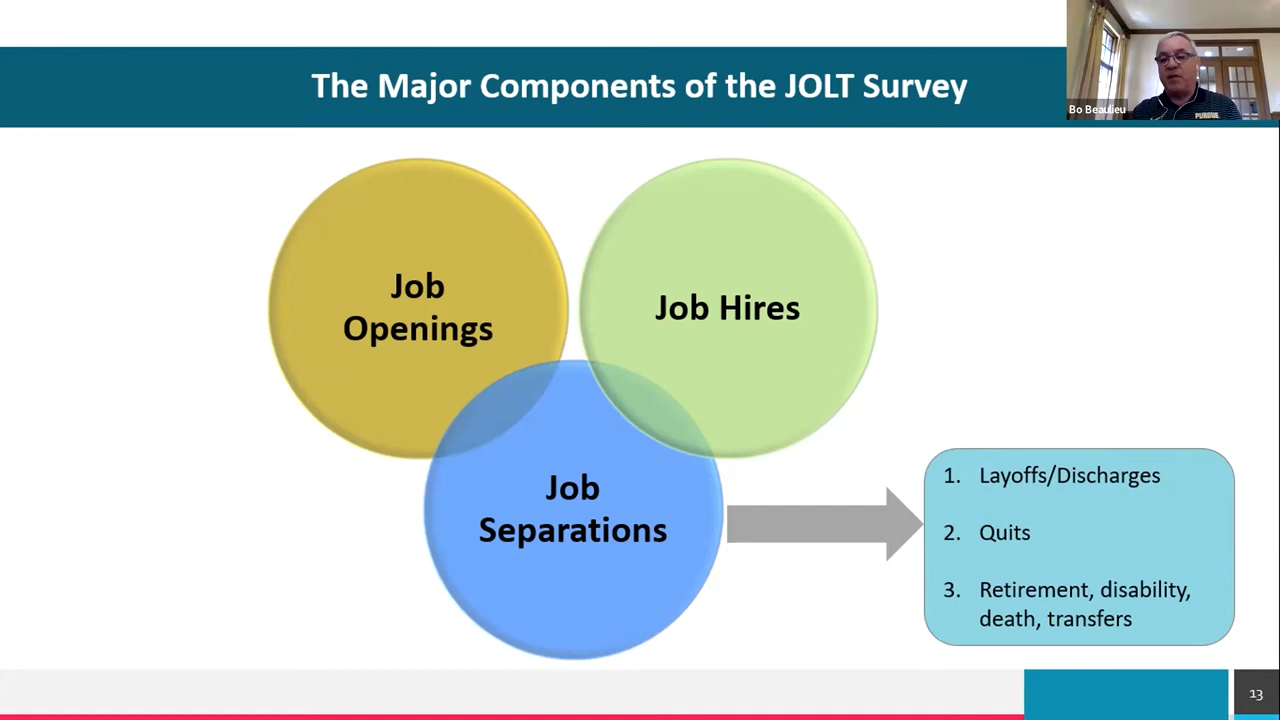 The Major Components of the JOLT Survey
Bo Beaulieu
PURDUE
Job
Openings
Job Hires
Job
Separations
1. Layoffs/Discharges
2. Quits
3. Retirement, disability,
death, transfers
13